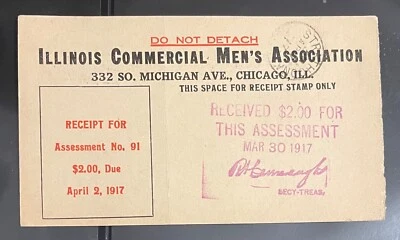 DO NOT DETACH
ILLINOIS COMMERCIAL MEN'S ASSOCIATION
332 SO. MICHIGAN AVE., CHICAGO, ILL.
THIS SPACE FOR RECEIPT STAMP ONLY
RECEIPT FOR
Assessment No. 91
$2.00, Due
April 2, 1917
RECEIVED $2.00 FOR
THIS ASSESSMENT
MAR 30 1917
SECY-TREAS.